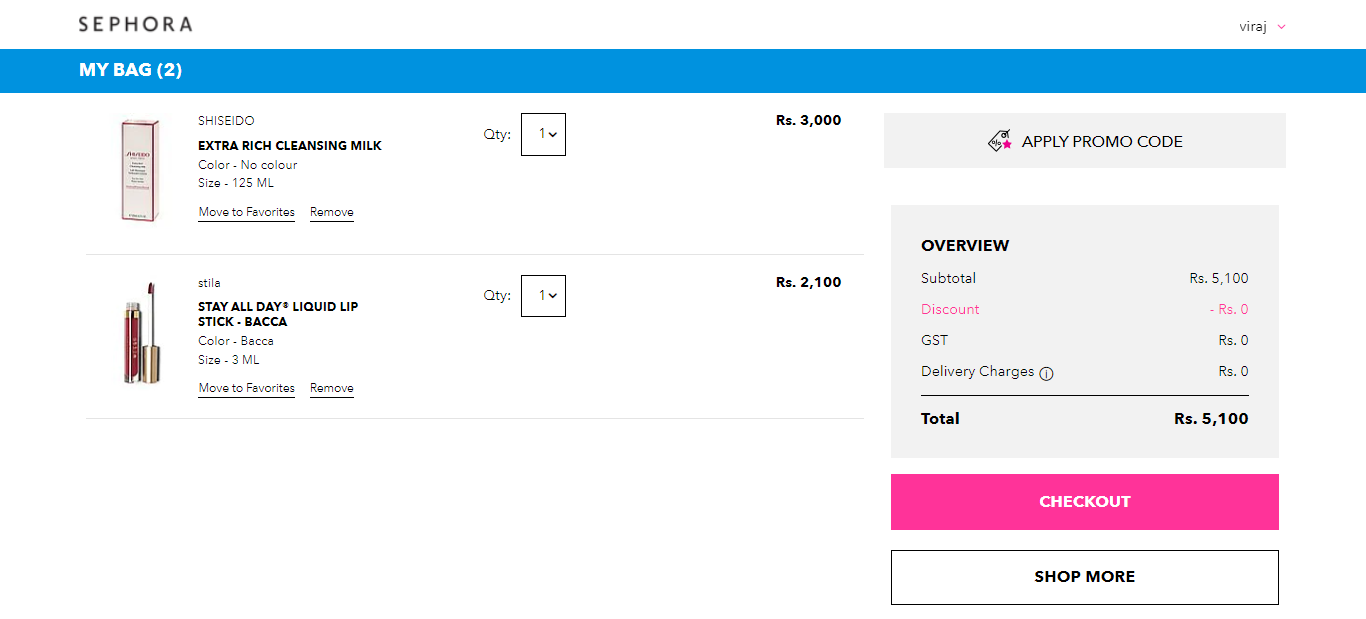 SEPHORA
viraj
MY BAG (2)
SHISEIDO
EXTRA RICH CLEANSING MILK
Color - No colour
Size - 125 ML
Move to Favorites Remove
Qty: 1
Rs. 3,000
SHISEIDO
stila
STAY ALL DAY® LIQUID LIP
STICK - BACCA
Color - Bacca
Size - 3 ML
Move to Favorites Remove
Qty: 1
Rs. 2,100
APPLY PROMO CODE
OVERVIEW
Subtotal Rs. 5,100
Discount - Rs. 0
GST Rs. 0
Delivery Charges Rs. 0
Total Rs. 5,100
CHECKOUT
SHOP MORE